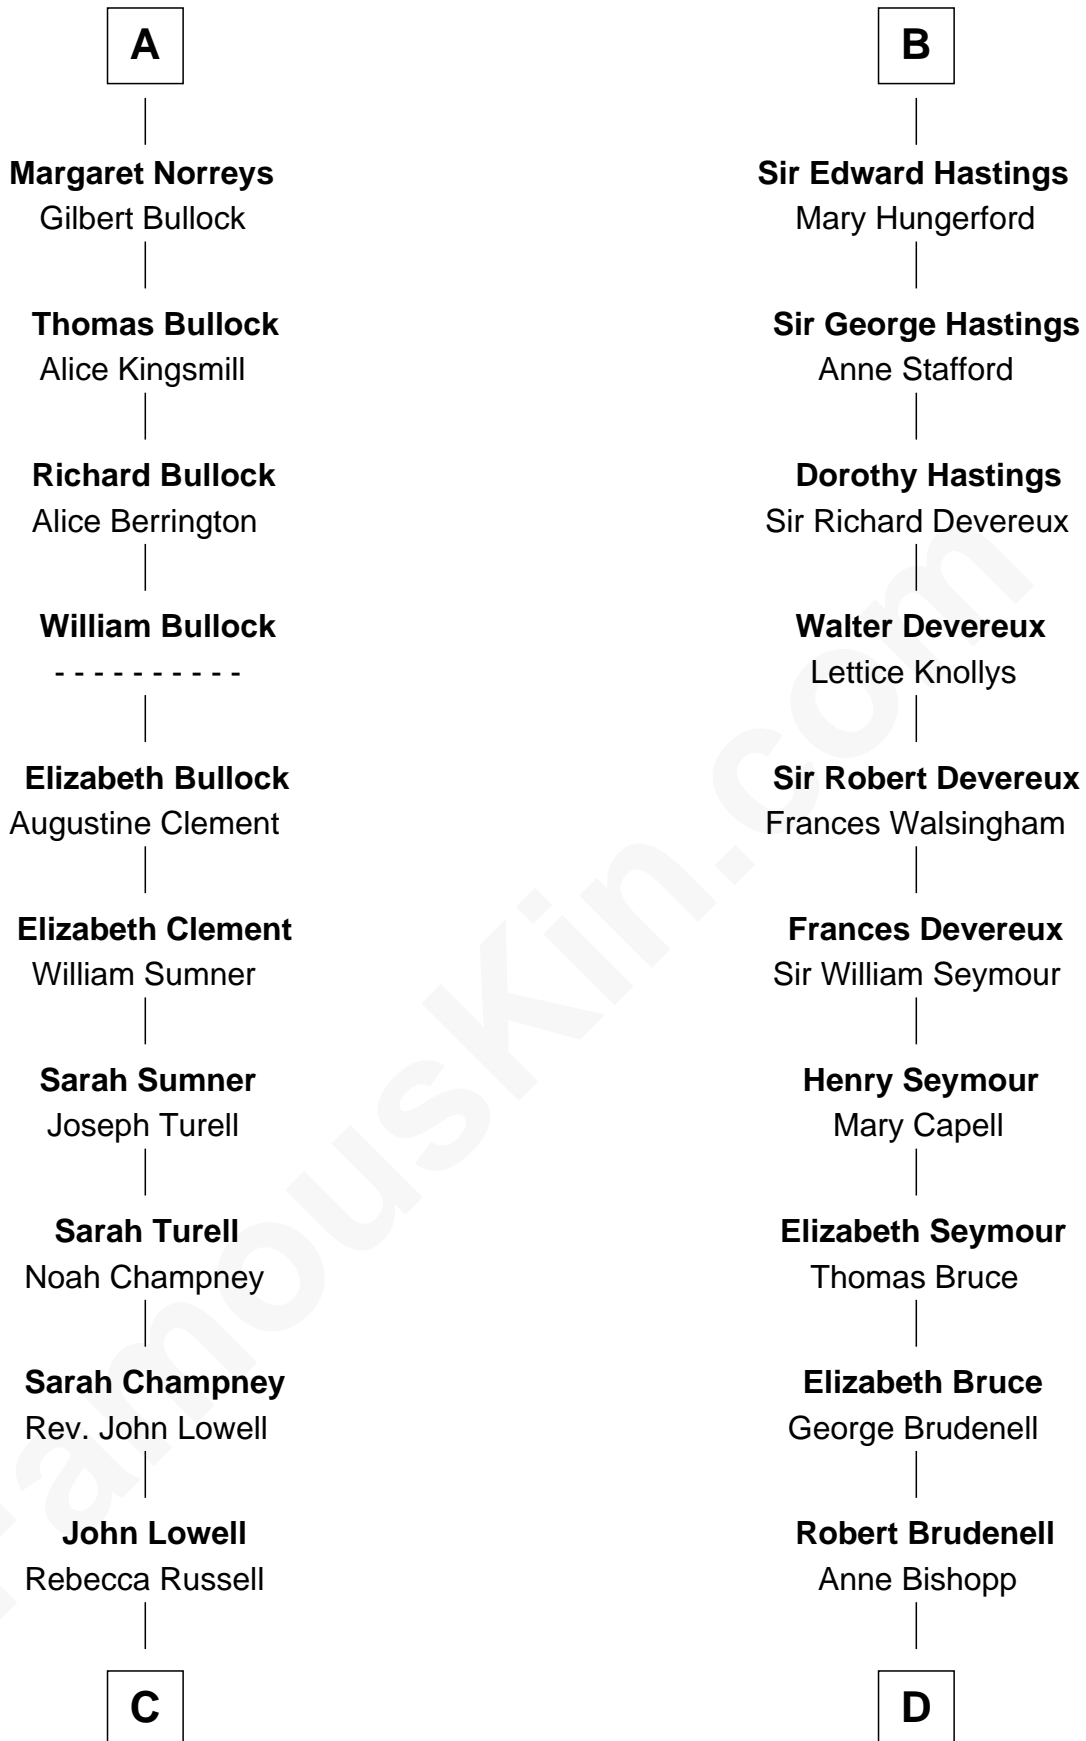 A
Margaret Norreys
Gilbert Bullock
Thomas Bullock
Alice Kingsmill
Richard Bullock
Alice Berrington
William Bullock
- - - - - - - - - -
Elizabeth Bullock
Augustine Clement
Elizabeth Clement
William Sumner
Sarah Sumner
Joseph Turell
Sarah Turell
Noah Champney
Sarah Champney
Rev. John Lowell
John Lowell
Rebecca Russell
C
B
Sir Edward Hastings
Mary Hungerford
Sir George Hastings
Anne Stafford
Dorothy Hastings
Sir Richard Devereux
Walter Devereux
Lettice Knollys
Sir Robert Devereux
Frances Walsingham
Frances Devereux
Sir William Seymour
Henry Seymour
Mary Capell
Elizabeth Seymour
Thomas Bruce
Elizabeth Bruce
George Brudenell
Robert Brudenell
Anne Bishopp
D
FamousKin.com